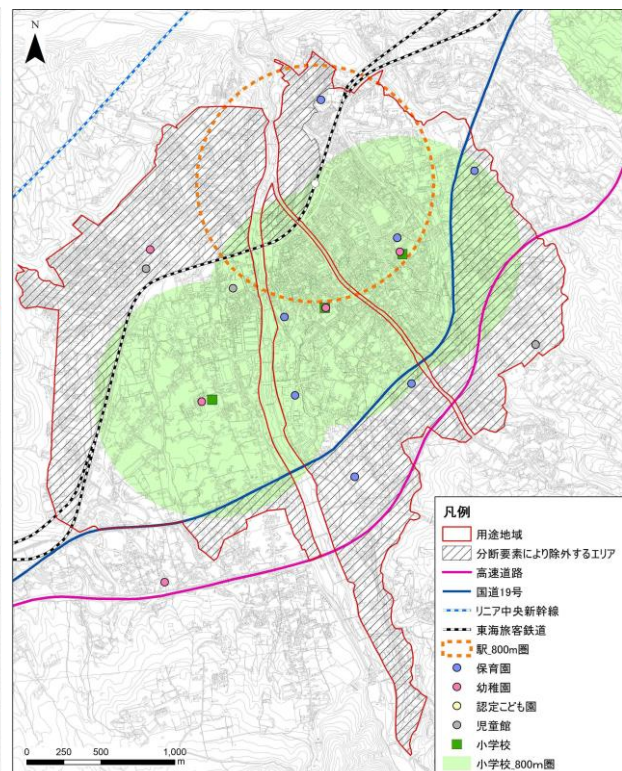 N
凡例
用途地域
分断要素により除外するエリア
高速道路
国道19号
リニア中央新幹線
東海旅客鉄道
駅_800m圏
保育園
幼稚園
認定こども園
児童館
小学校
小学校_800m圏
0 250 500 1,000
m